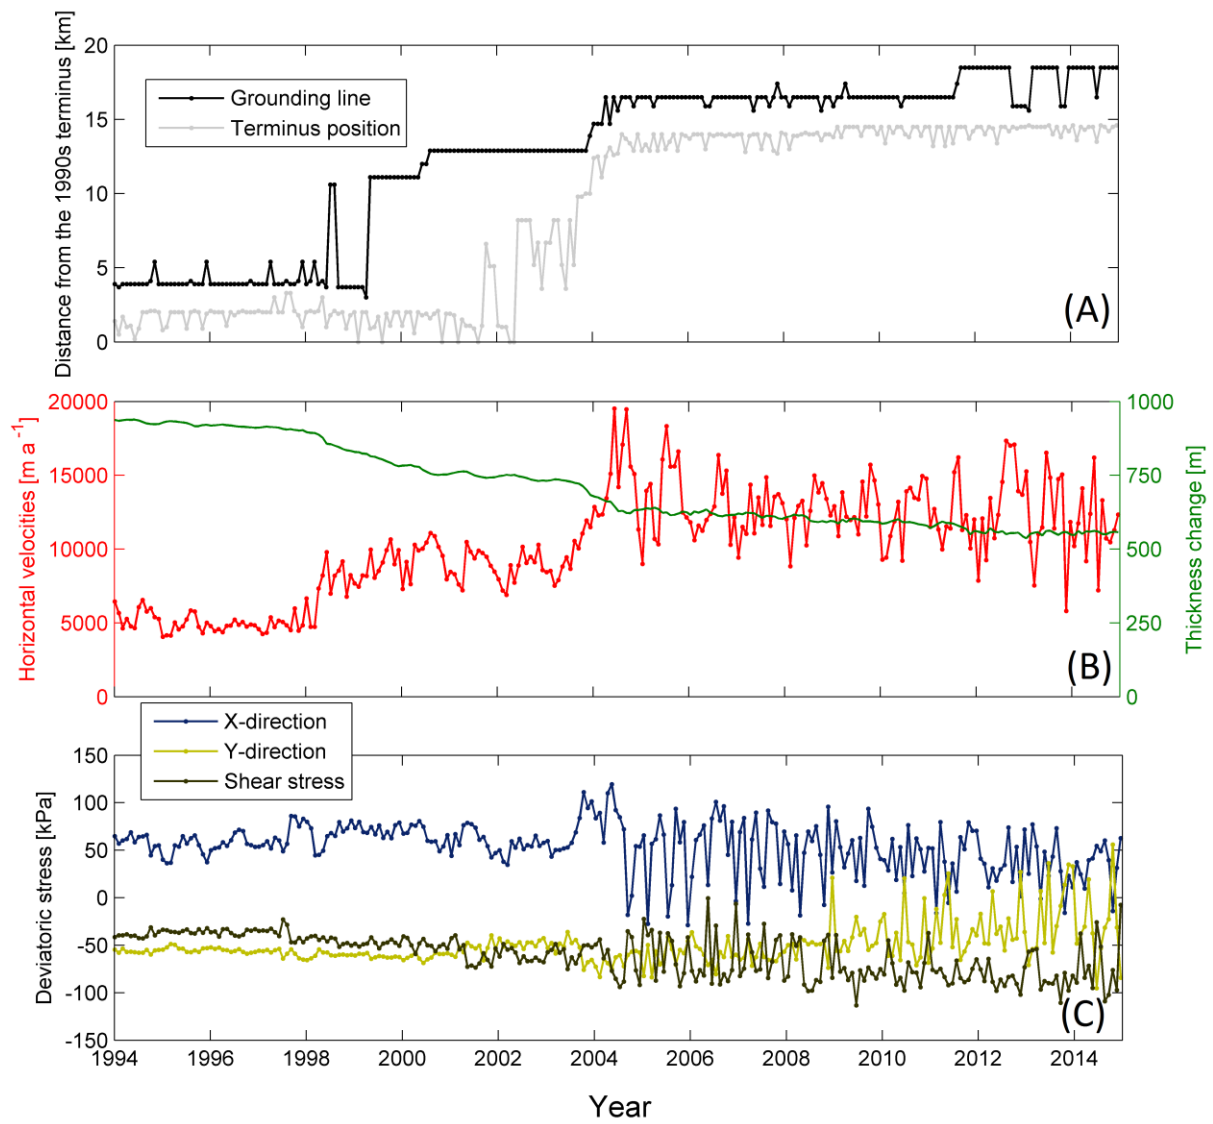 Distance from the 1990s terminus [km]
20
15
10
5
0
Grounding line
Terminus position
(A)
Horizontal velocities [m a⁻¹]
20000
15000
10000
5000
0
1000
750
500
250
0
Thickness change [m]
(B)
X-direction
Y-direction
Shear stress
Deviatoric stress [kPa]
150
100
50
0
-50
-100
-150
(C)
1994 1996 1998 2000 2002 2004 2006 2008 2010 2012 2014
Year